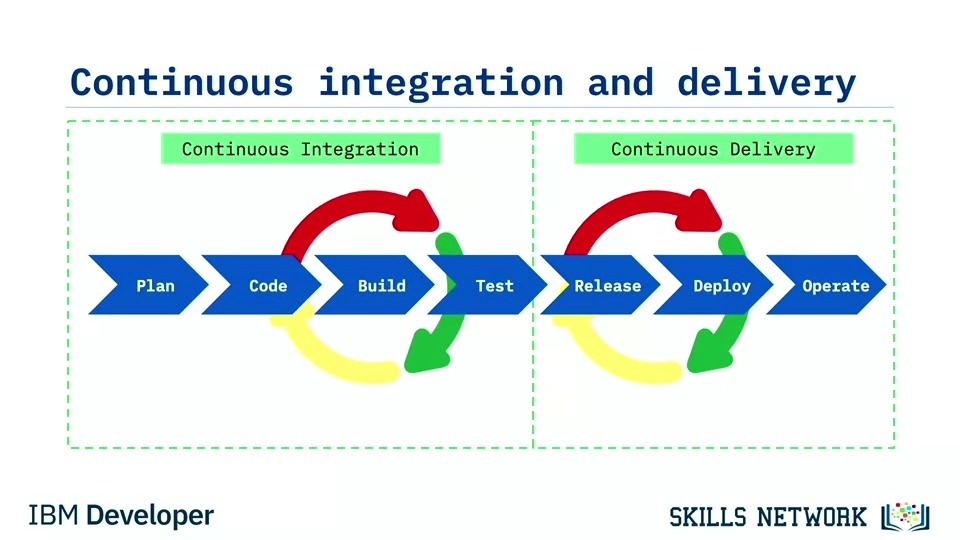 Continuous integration and delivery
Continuous Integration
Continuous Delivery
Plan
Code
Build
Test
Release
Deploy
Operate
IBM Developer
SKILLS NETWORK